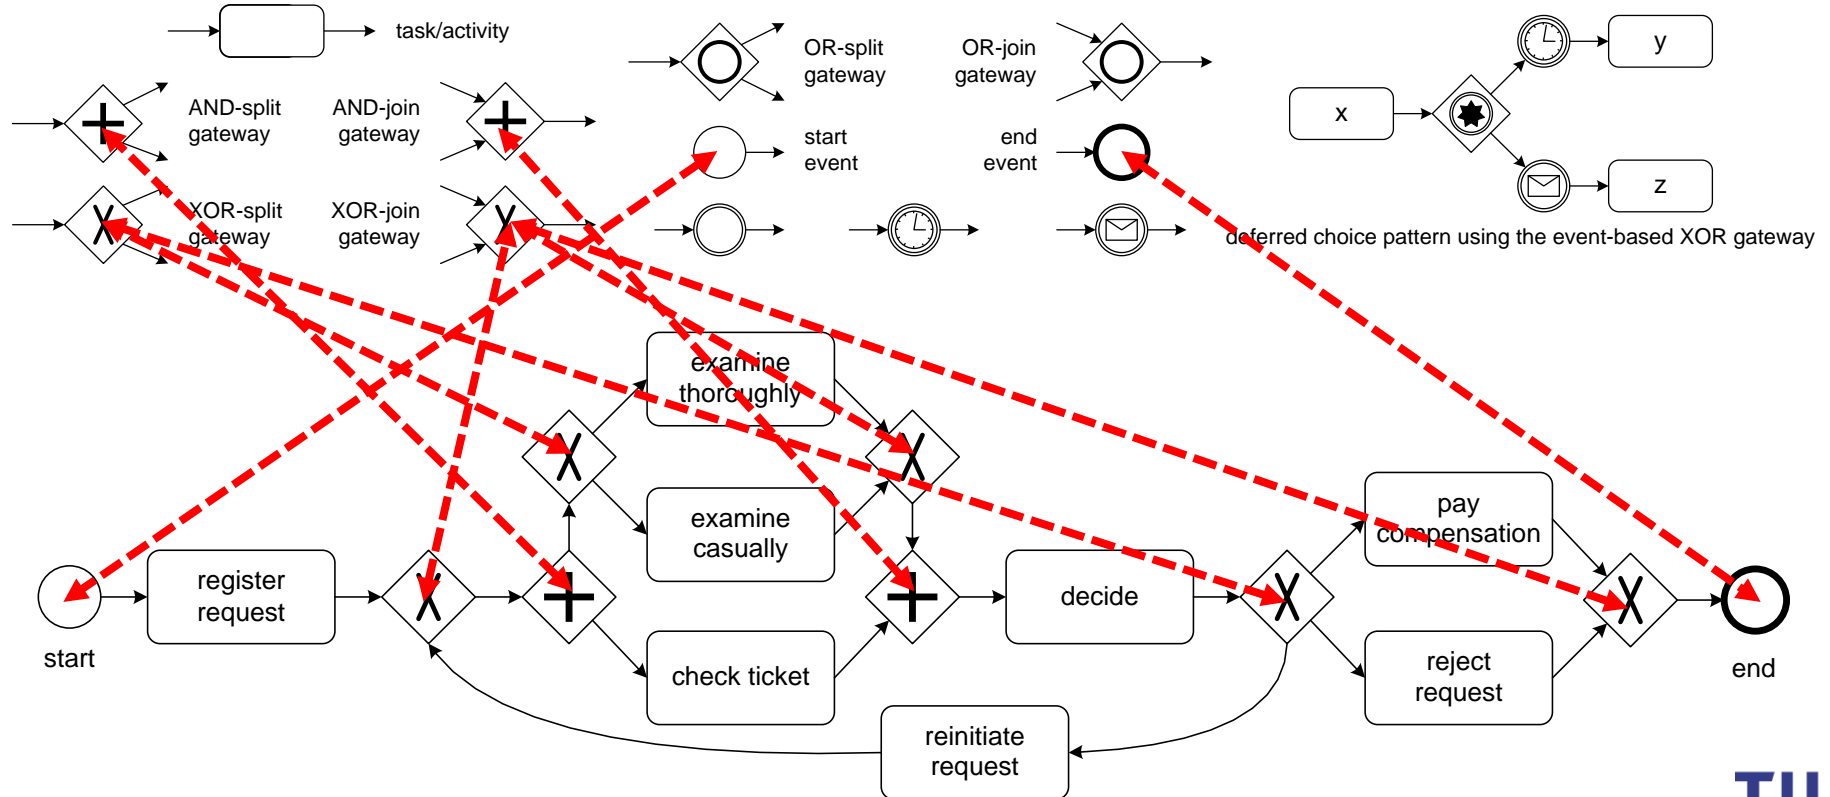 task/activity
AND-split
gateway
AND-join
gateway
XOR-split
gateway
XOR-join
gateway
OR-split
gateway
OR-join
gateway
start
event
end
event
x
y
z
deferred choice pattern using the event-based XOR gateway
start
register
request
examine
thoroughly
examine
casually
check ticket
decide
pay
compensation
reject
request
reinitiate
request
end